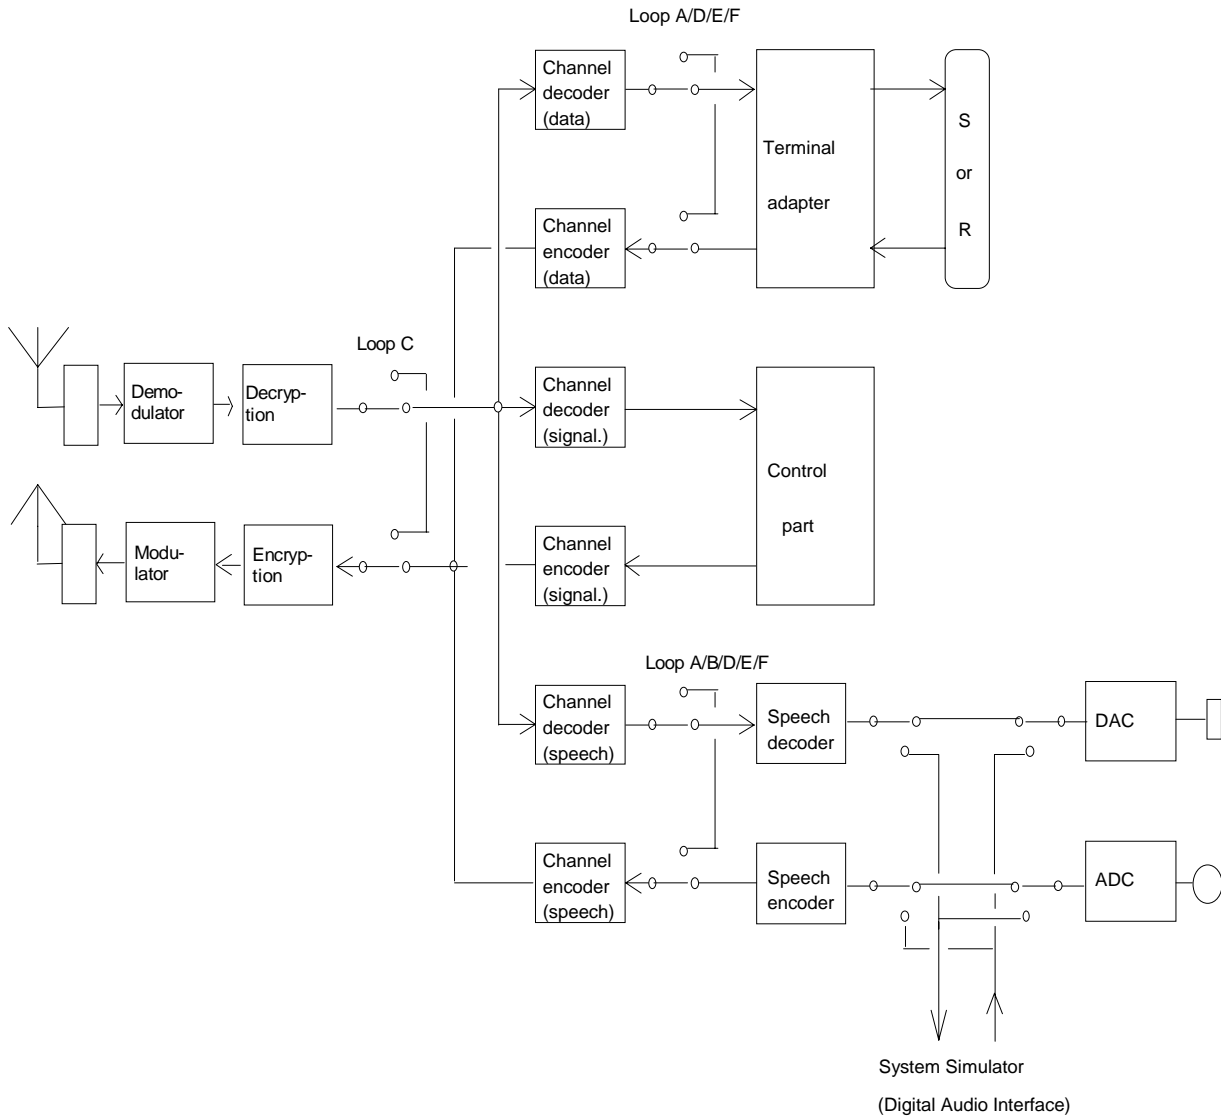 Loop A/D/E/F
Channel
decoder
(data)
Terminal
adapter
S
or
R
Channel
encoder
(data)
Loop C
Demo-
dulator
Decryp-
tion
Channel
decoder
(signal.)
Control
part
Modu-
lator
Encryp-
tion
Channel
encoder
(signal.)
Loop A/B/D/E/F
Channel
decoder
(speech)
Speech
decoder
DAC
Channel
encoder
(speech)
Speech
encoder
ADC
System Simulator
(Digital Audio Interface)